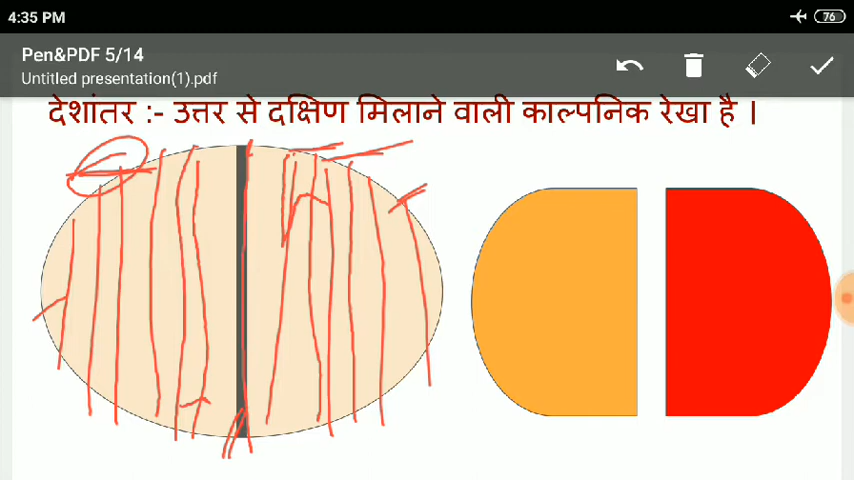 4:35 PM
76
Pen&PDF 5/14
Untitled presentation(1).pdf
देशांतर :- उत्तर से दक्षिण मिलाने वाली काल्पनिक रेखा है ।